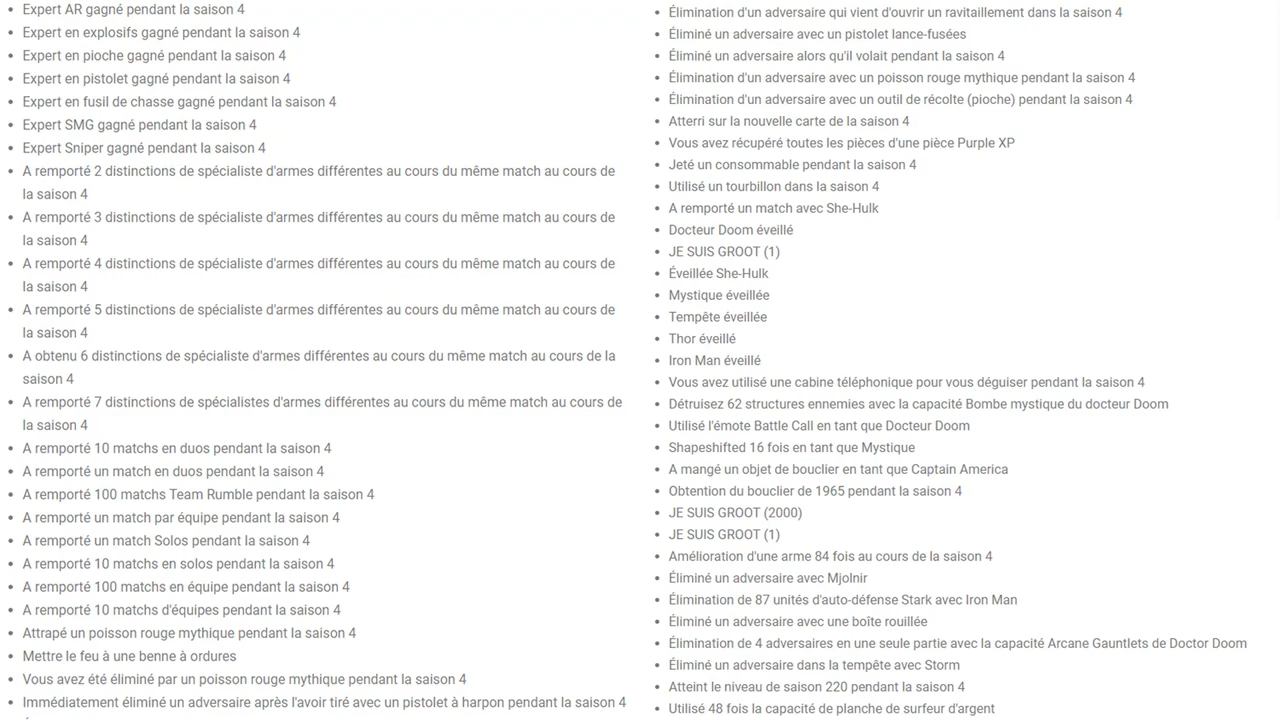 • Expert AR gagné pendant la saison 4
• Expert en explosifs gagné pendant la saison 4
• Expert en pioche gagné pendant la saison 4
• Expert en pistolet gagné pendant la saison 4
• Expert en fusil de chasse gagné pendant la saison 4
• Expert SMG gagné pendant la saison 4
• Expert Sniper gagné pendant la saison 4
• A remporté 2 distinctions de spécialiste d'armes différentes au cours du même match au cours de
la saison 4
• A remporté 3 distinctions de spécialiste d'armes différentes au cours du même match au cours de
la saison 4
• A remporté 4 distinctions de spécialiste d'armes différentes au cours du même match au cours de
la saison 4
• A remporté 5 distinctions de spécialiste d'armes différentes au cours du même match au cours de
la saison 4
• A obtenu 6 distinctions de spécialiste d'armes différentes au cours du même match au cours de la
saison 4
• A remporté 7 distinctions de spécialistes d'armes différentes au cours du même match au cours de
la saison 4
• A remporté 10 matchs en duos pendant la saison 4
• A remporté un match en duos pendant la saison 4
• A remporté 100 matchs Team Rumble pendant la saison 4
• A remporté un match par équipe pendant la saison 4
• A remporté un match Solos pendant la saison 4
• A remporté 10 matchs en solos pendant la saison 4
• A remporté 100 matchs en équipe pendant la saison 4
• A remporté 10 matchs d'équipes pendant la saison 4
• Attrapé un poisson rouge mythique pendant la saison 4
• Mettre le feu à une benne à ordures
• Vous avez été éliminé par un poisson rouge mythique pendant la saison 4
• Immédiatement éliminé un adversaire après l'avoir tiré avec un pistolet à harpon pendant la saison 4
• Élimination d'un adversaire qui vient d'ouvrir un ravitaillement dans la saison 4
• Éliminé un adversaire avec un pistolet lance-fusées
• Éliminé un adversaire alors qu'il volait pendant la saison 4
• Élimination d'un adversaire avec un poisson rouge mythique pendant la saison 4
• Élimination d'un adversaire avec un outil de récolte (pioche) pendant la saison 4
• Atterri sur la nouvelle carte de la saison 4
• Vous avez récupéré toutes les pièces d'une pièce Purple XP
• Jeté un consommable pendant la saison 4
• Utilisé un tourbillon dans la saison 4
• A remporté un match avec She-Hulk
• Docteur Doom éveillé
• JE SUIS GROOT (1)
• Éveillée She-Hulk
• Mystique éveillée
• Tempête éveillée
• Thor éveillé
• Iron Man éveillé
• Vous avez utilisé une cabine téléphonique pour vous déguiser pendant la saison 4
• Détruisez 62 structures ennemies avec la capacité Bombe mystique du docteur Doom
• Utilisé l'émote Battle Call en tant que Docteur Doom
• Shapeshifted 16 fois en tant que Mystique
• A mangé un objet de bouclier en tant que Captain America
• Obtention du bouclier de 1965 pendant la saison 4
• JE SUIS GROOT (2000)
• JE SUIS GROOT (1)
• Amélioration d'une arme 84 fois au cours de la saison 4
• Éliminé un adversaire avec Mjolnir
• Élimination de 87 unités d'auto-défense Stark avec Iron Man
• Éliminé un adversaire avec une boîte rouillée
• Élimination de 4 adversaires en une seule partie avec la capacité Arcane Gauntlets de Doctor Doom
• Éliminé un adversaire dans la tempête avec Storm
• Atteint le niveau de saison 220 pendant la saison 4
• Utilisé 48 fois la capacité de planche de surfeur d'argent